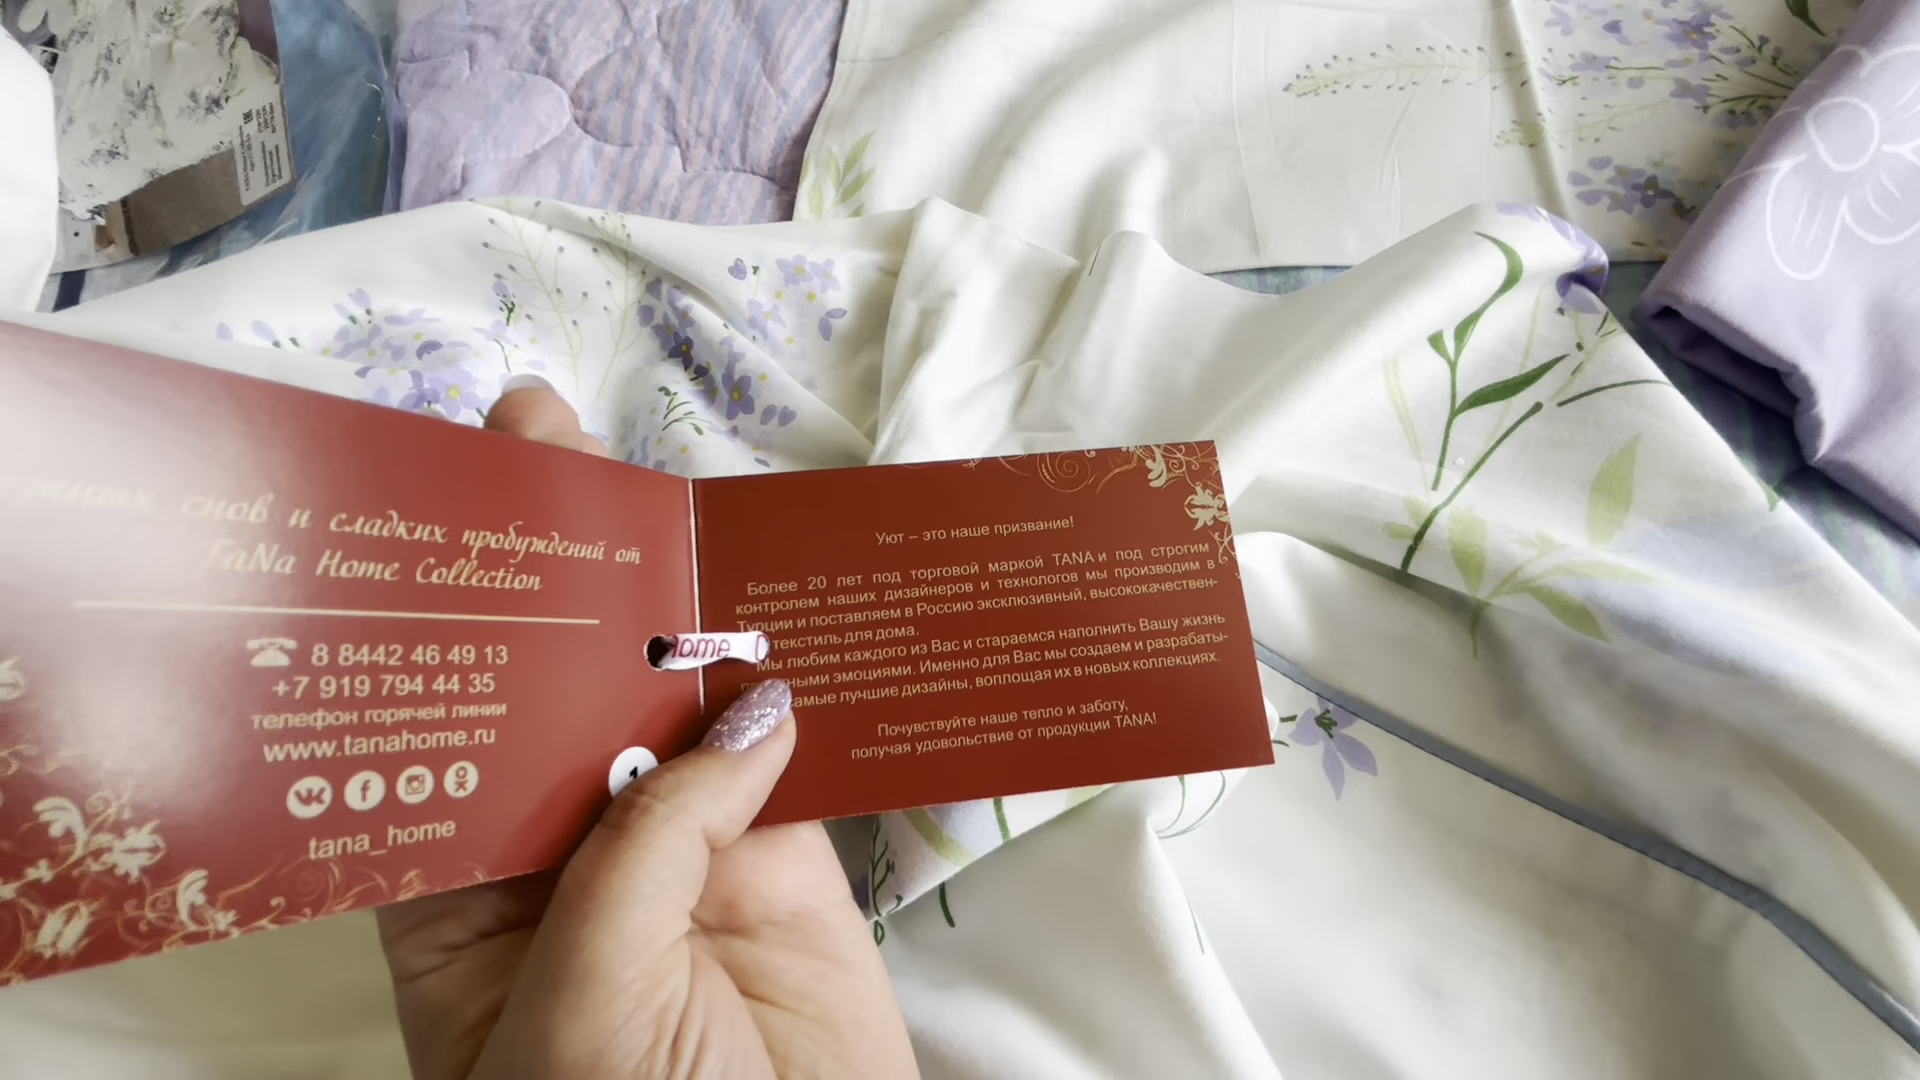 снов и сладких пробуждений от
TaNa Home Collection
8 8442 46 49 13
+7 919 794 44 35
телефон горячей линии
www.tanahome.ru
tana_home
1
Home
Уют – это наше призвание!
Более 20 лет под торговой маркой TANA и под строгим
контролем наших дизайнеров и технологов мы производим в
Турции и поставляем в Россию эксклюзивный, высококачествен-
текстиль для дома.
Мы любим каждого из Вас и стараемся наполнить Вашу жизнь
эмоциями. Именно для Вас мы создаем и разрабаты-
самые лучшие дизайны, воплощая их в новых коллекциях.
Почувствуйте наше тепло и заботу,
получая удовольствие от продукции TANA!